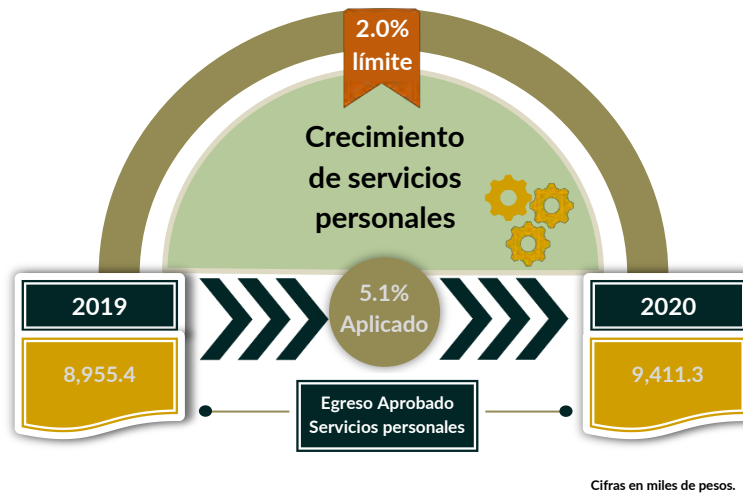 2.0%
límite
Crecimiento
de servicios
personales
2019
5.1%
Aplicado
2020
8,955.4
9,411.3
Egreso Aprobado
Servicios personales
Cifras en miles de pesos.